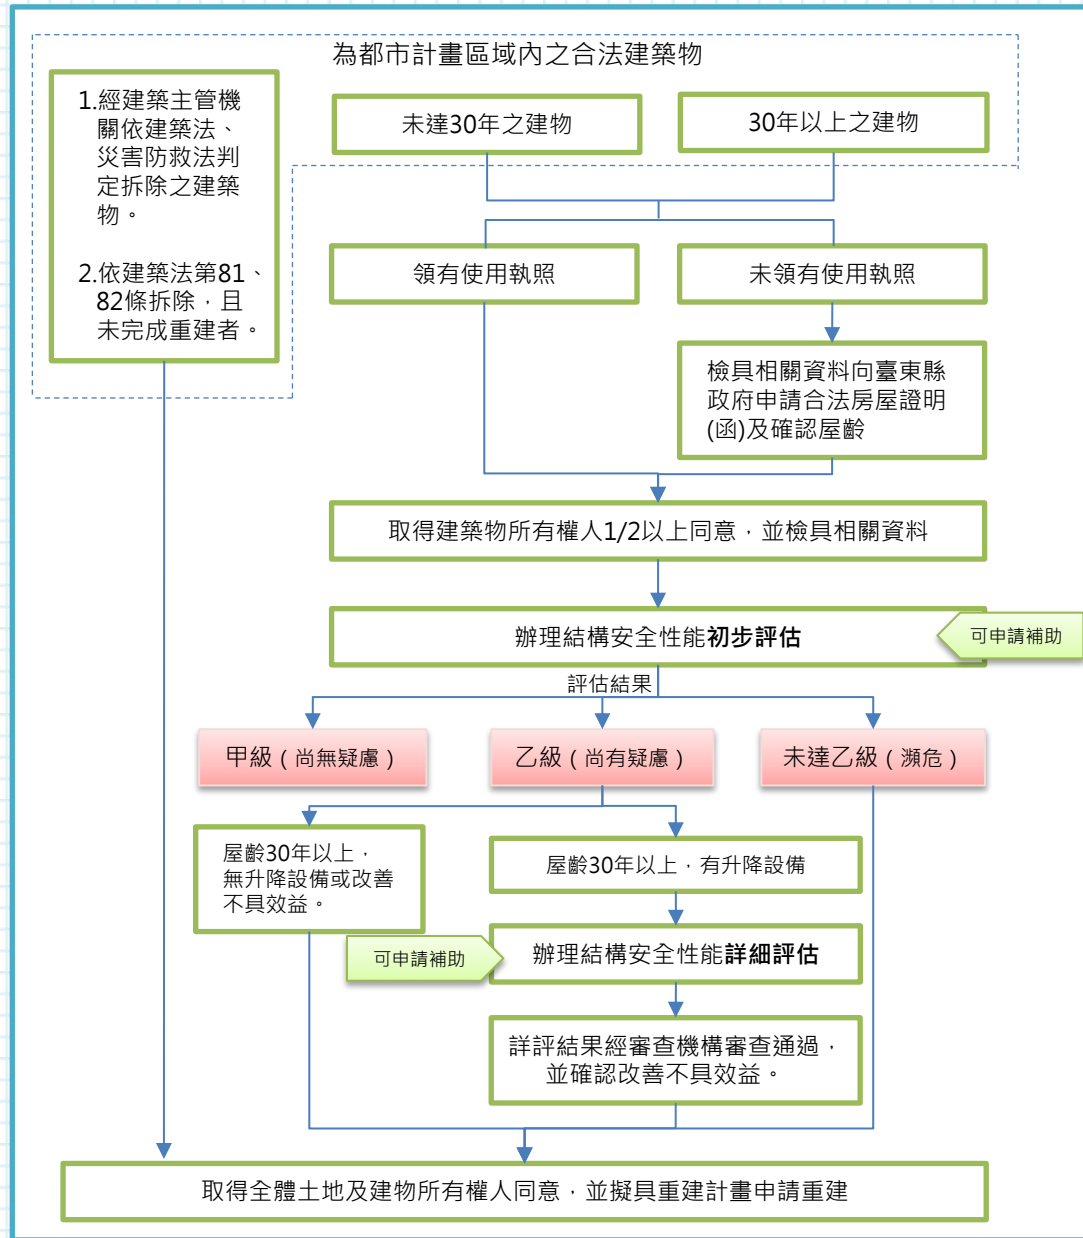 為都市計畫區域內之合法建築物
1.經建築主管機
關依建築法、
災害防救法判
定拆除之建築
物。
2.依建築法第81、
82條拆除，且
未完成重建者。
未達30年之建物
30年以上之建物
領有使用執照
未領有使用執照
檢具相關資料向臺東縣
政府申請合法房屋證明
(函)及確認屋齡
取得建築物所有權人1/2以上同意，並檢具相關資料
辦理結構安全性能初步評估
可申請補助
評估結果
甲級（尚無疑慮）
乙級（尚有疑慮）
未達乙級（瀕危）
屋齡30年以上，
無升降設備或改善
不具效益。
屋齡30年以上，有升降設備
可申請補助
辦理結構安全性能詳細評估
詳評結果經審查機構審查通過，
並確認改善不具效益。
取得全體土地及建物所有權人同意，並擬具重建計畫申請重建